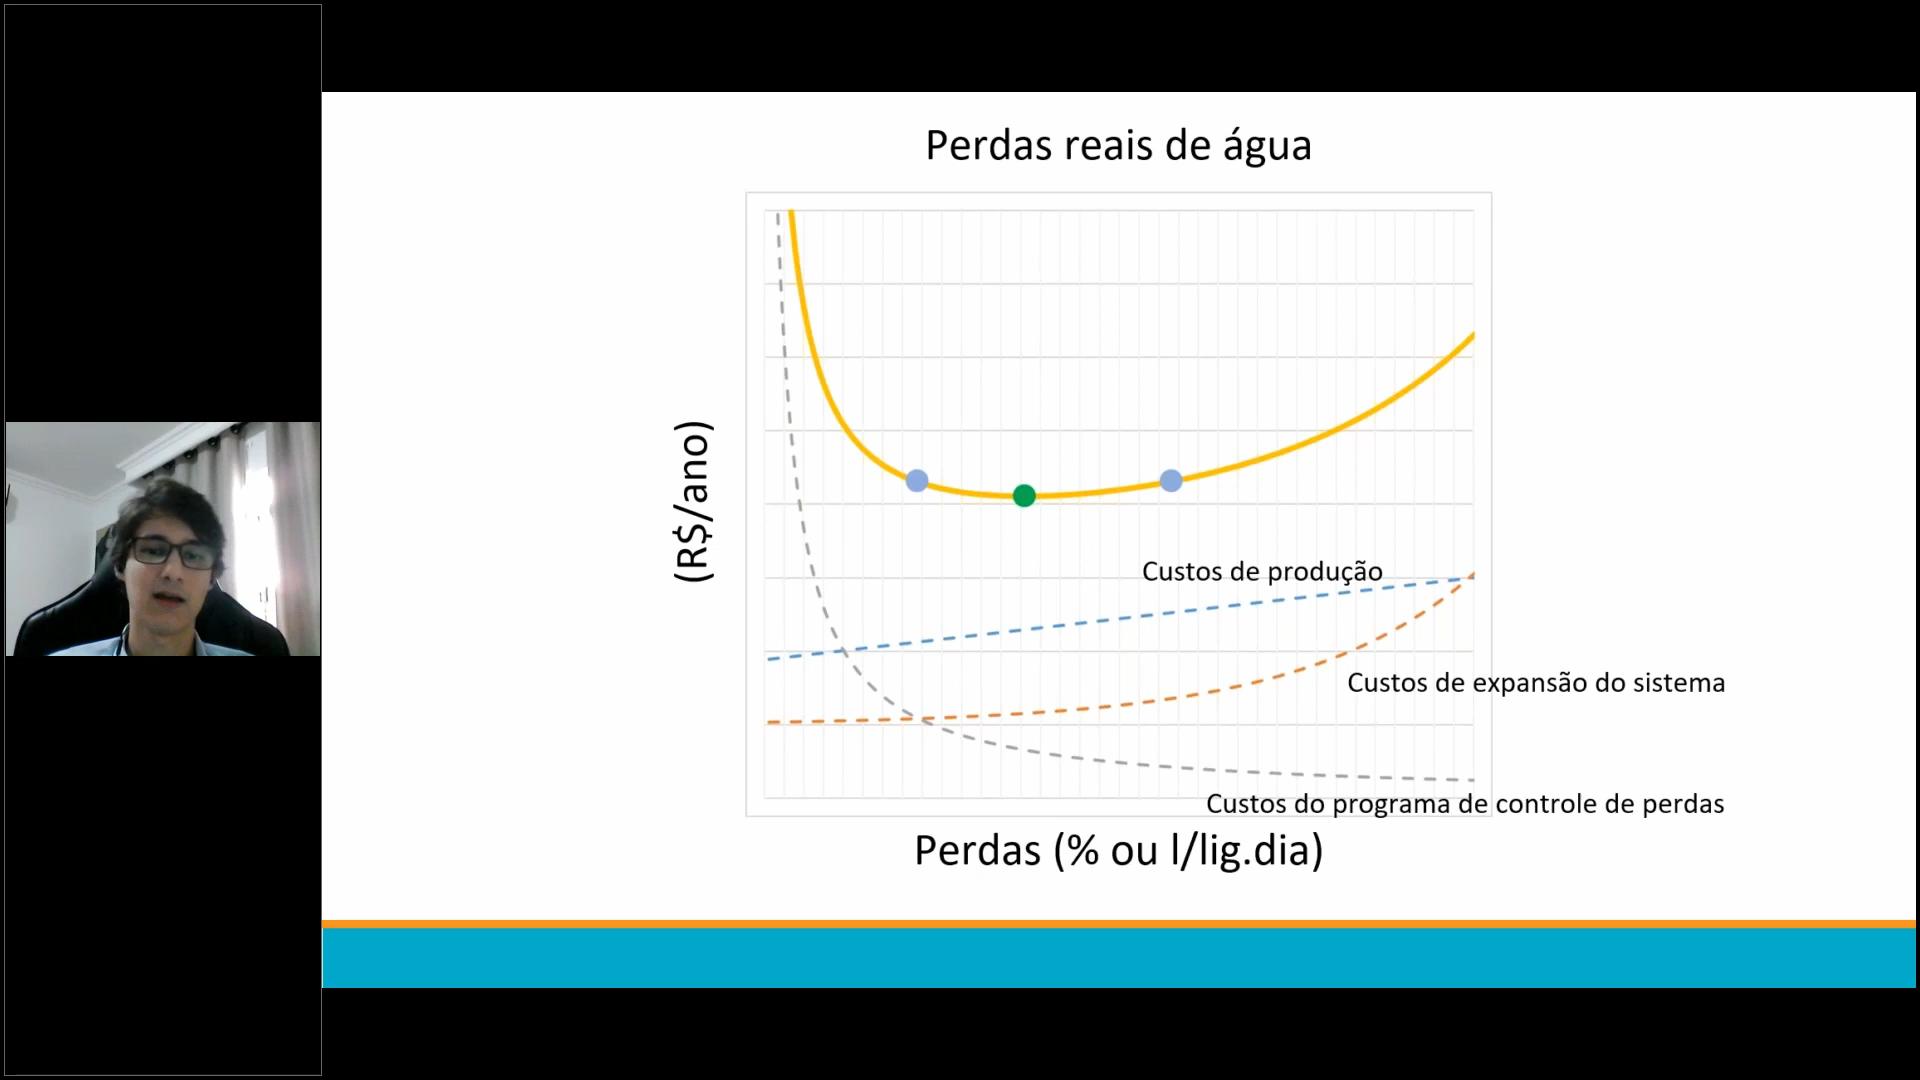 Perdas reais de água
(R$/ano)
Custos de produção
Custos de expansão do sistema
Custos do programa de controle de perdas
Perdas (% ou l/lig.dia)